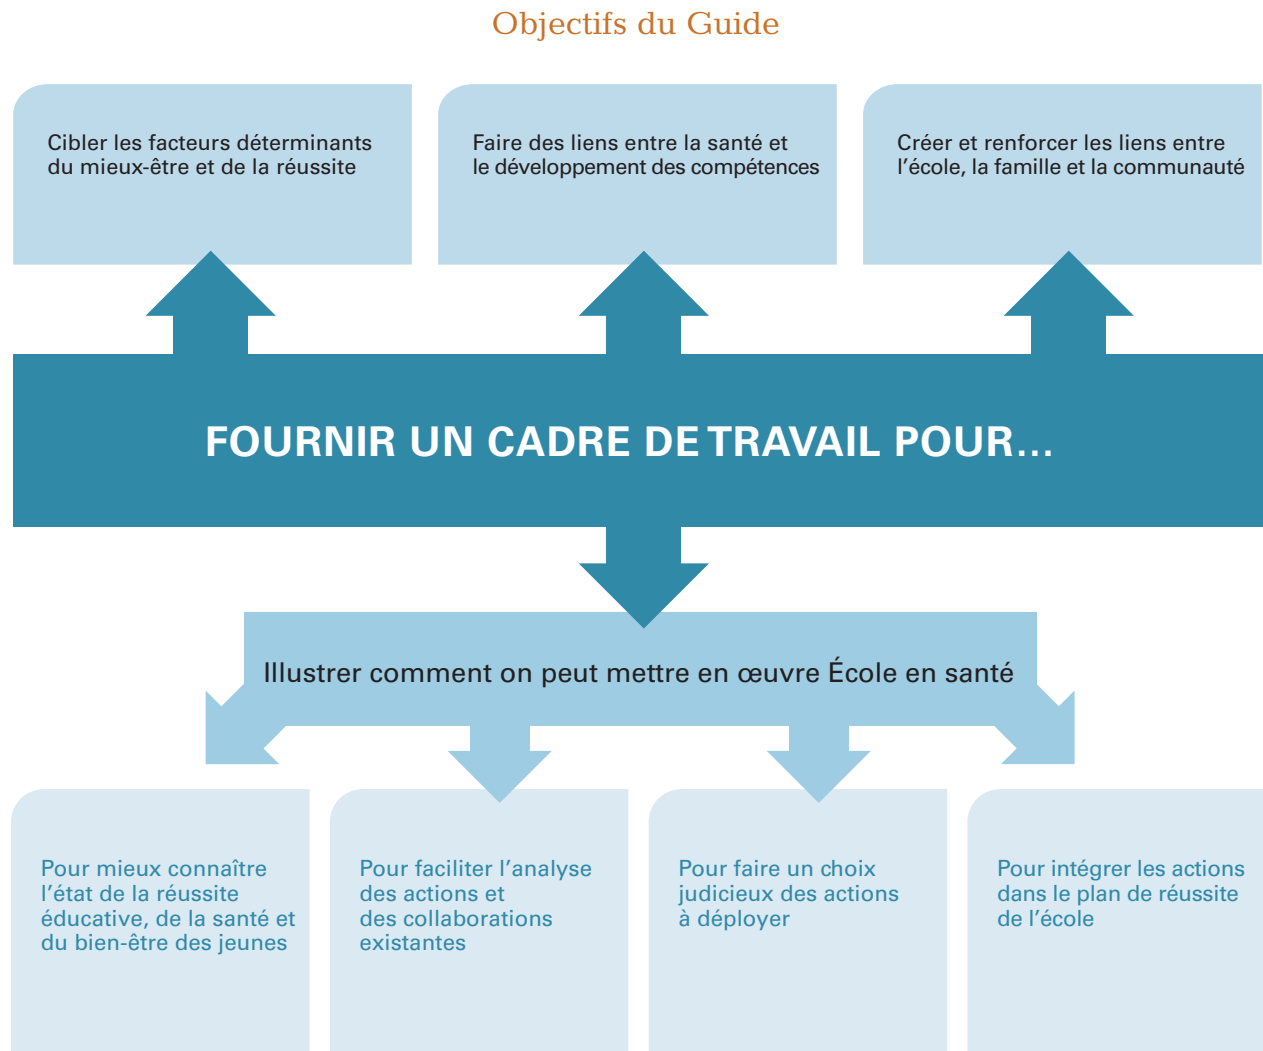 Objectifs du Guide
Cibler les facteurs déterminants
du mieux-être et de la réussite
Faire des liens entre la santé et
le développement des compétences
Créer et renforcer les liens entre
l’école, la famille et la communauté
FOURNIR UN CADRE DE TRAVAIL POUR…
Illustrer comment on peut mettre en œuvre École en santé
Pour mieux connaître
l’état de la réussite
éducative, de la santé et
du bien-être des jeunes
Pour faciliter l’analyse
des actions et
des collaborations
existantes
Pour faire un choix
judicieux des actions
à déployer
Pour intégrer les actions
dans le plan de réussite
de l’école